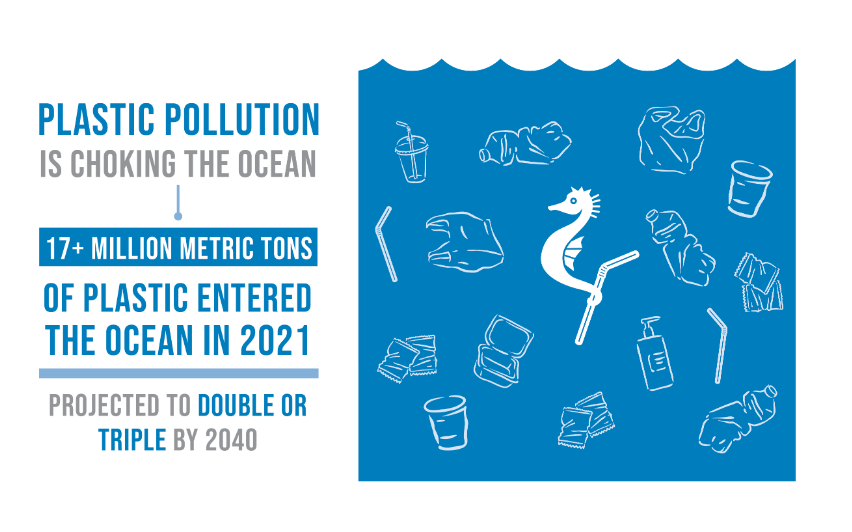 PLASTIC POLLUTION
IS CHOKING THE OCEAN
17+ MILLION METRIC TONS
OF PLASTIC ENTERED
THE OCEAN IN 2021
PROJECTED TO DOUBLE OR
TRIPLE BY 2040